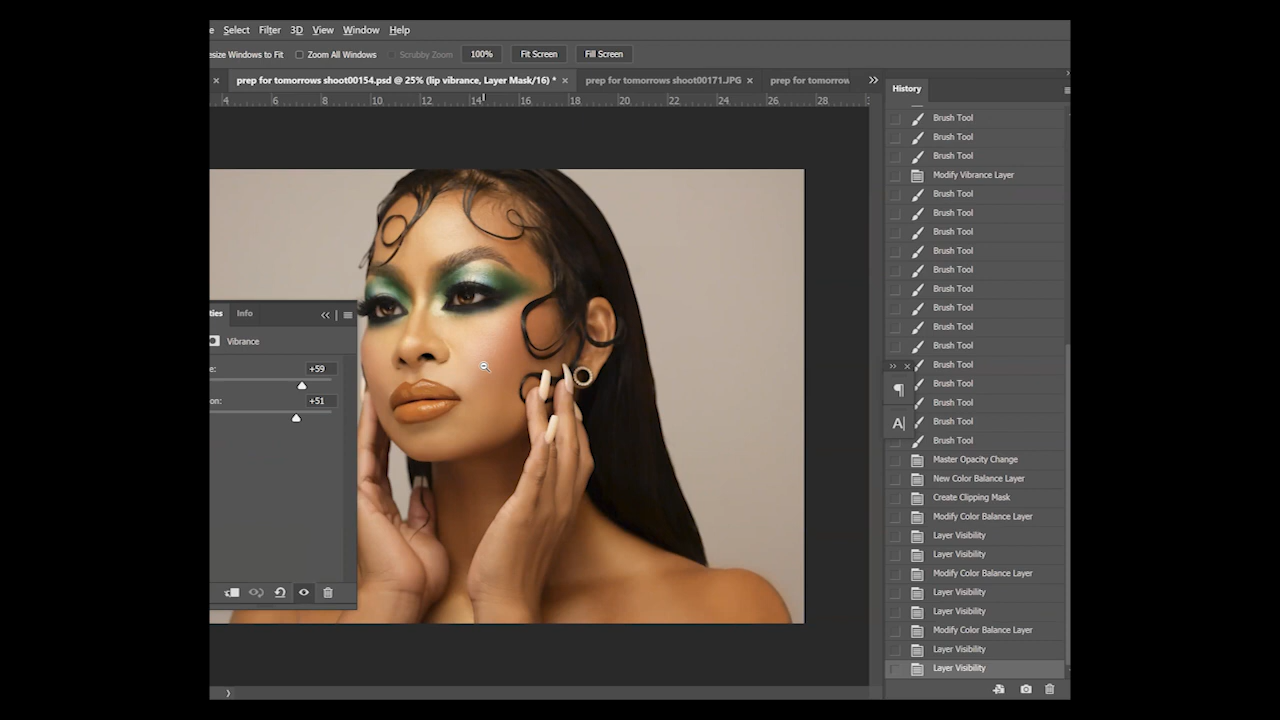 e Select Filter 3D View Window Help
esize Windows to Fit Zoom All Windows Scrubby Zoom 100% Fit Screen Fill Screen
prep for tomorrows shoot00154.psd @ 25% (lip vibrance, Layer Mask/16) * prep for tomorrows shoot00171.JPG prep for tomorrow
4 6 8 10 12 14 16 18 20 22 24 26 28
ties Info
Vibrance
e: +59
on: +51
History
Brush Tool
Brush Tool
Brush Tool
Modify Vibrance Layer
Brush Tool
Brush Tool
Brush Tool
Brush Tool
Brush Tool
Brush Tool
Brush Tool
Brush Tool
Brush Tool
Brush Tool
Brush Tool
Brush Tool
Brush Tool
Brush Tool
Master Opacity Change
New Color Balance Layer
Create Clipping Mask
Modify Color Balance Layer
Layer Visibility
Layer Visibility
Modify Color Balance Layer
Layer Visibility
Layer Visibility
Modify Color Balance Layer
Layer Visibility
Layer Visibility